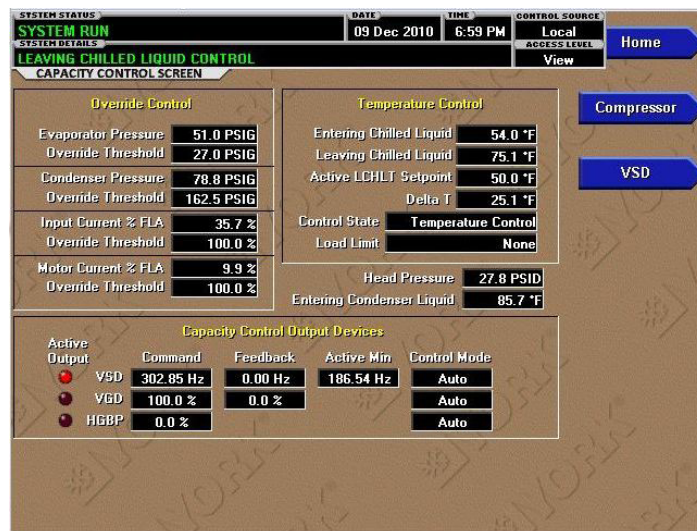 SYSTEM STATUS
SYSTEM RUN
DATE
09 Dec 2010
TIME
6:59 PM
CONTROL SOURCE
Local
SYSTEM DETAILS
LEAVING CHILLED LIQUID CONTROL
ACCESS LEVEL
View
CAPACITY CONTROL SCREEN
Home
Compressor
VSD
Override Control
Evaporator Pressure 51.0 PSIG
Override Threshold 27.0 PSIG
Condenser Pressure 78.8 PSIG
Override Threshold 162.5 PSIG
Input Current % FLA 35.7 %
Override Threshold 100.0 %
Motor Current % FLA 9.9 %
Override Threshold 100.0 %
Temperature Control
Entering Chilled Liquid 54.0 °F
Leaving Chilled Liquid 75.1 °F
Active LCHLT Setpoint 50.0 °F
Delta T 25.1 °F
Control State Temperature Control
Load Limit None
Head Pressure 27.8 PSID
Entering Condenser Liquid 85.7 °F
Capacity Control Output Devices
Active Output Command Feedback Active Min Control Mode
VSD 302.85 Hz 0.00 Hz 186.54 Hz Auto
VGD 100.0 % 0.0 % Auto
HGBP 0.0 % Auto
YORK